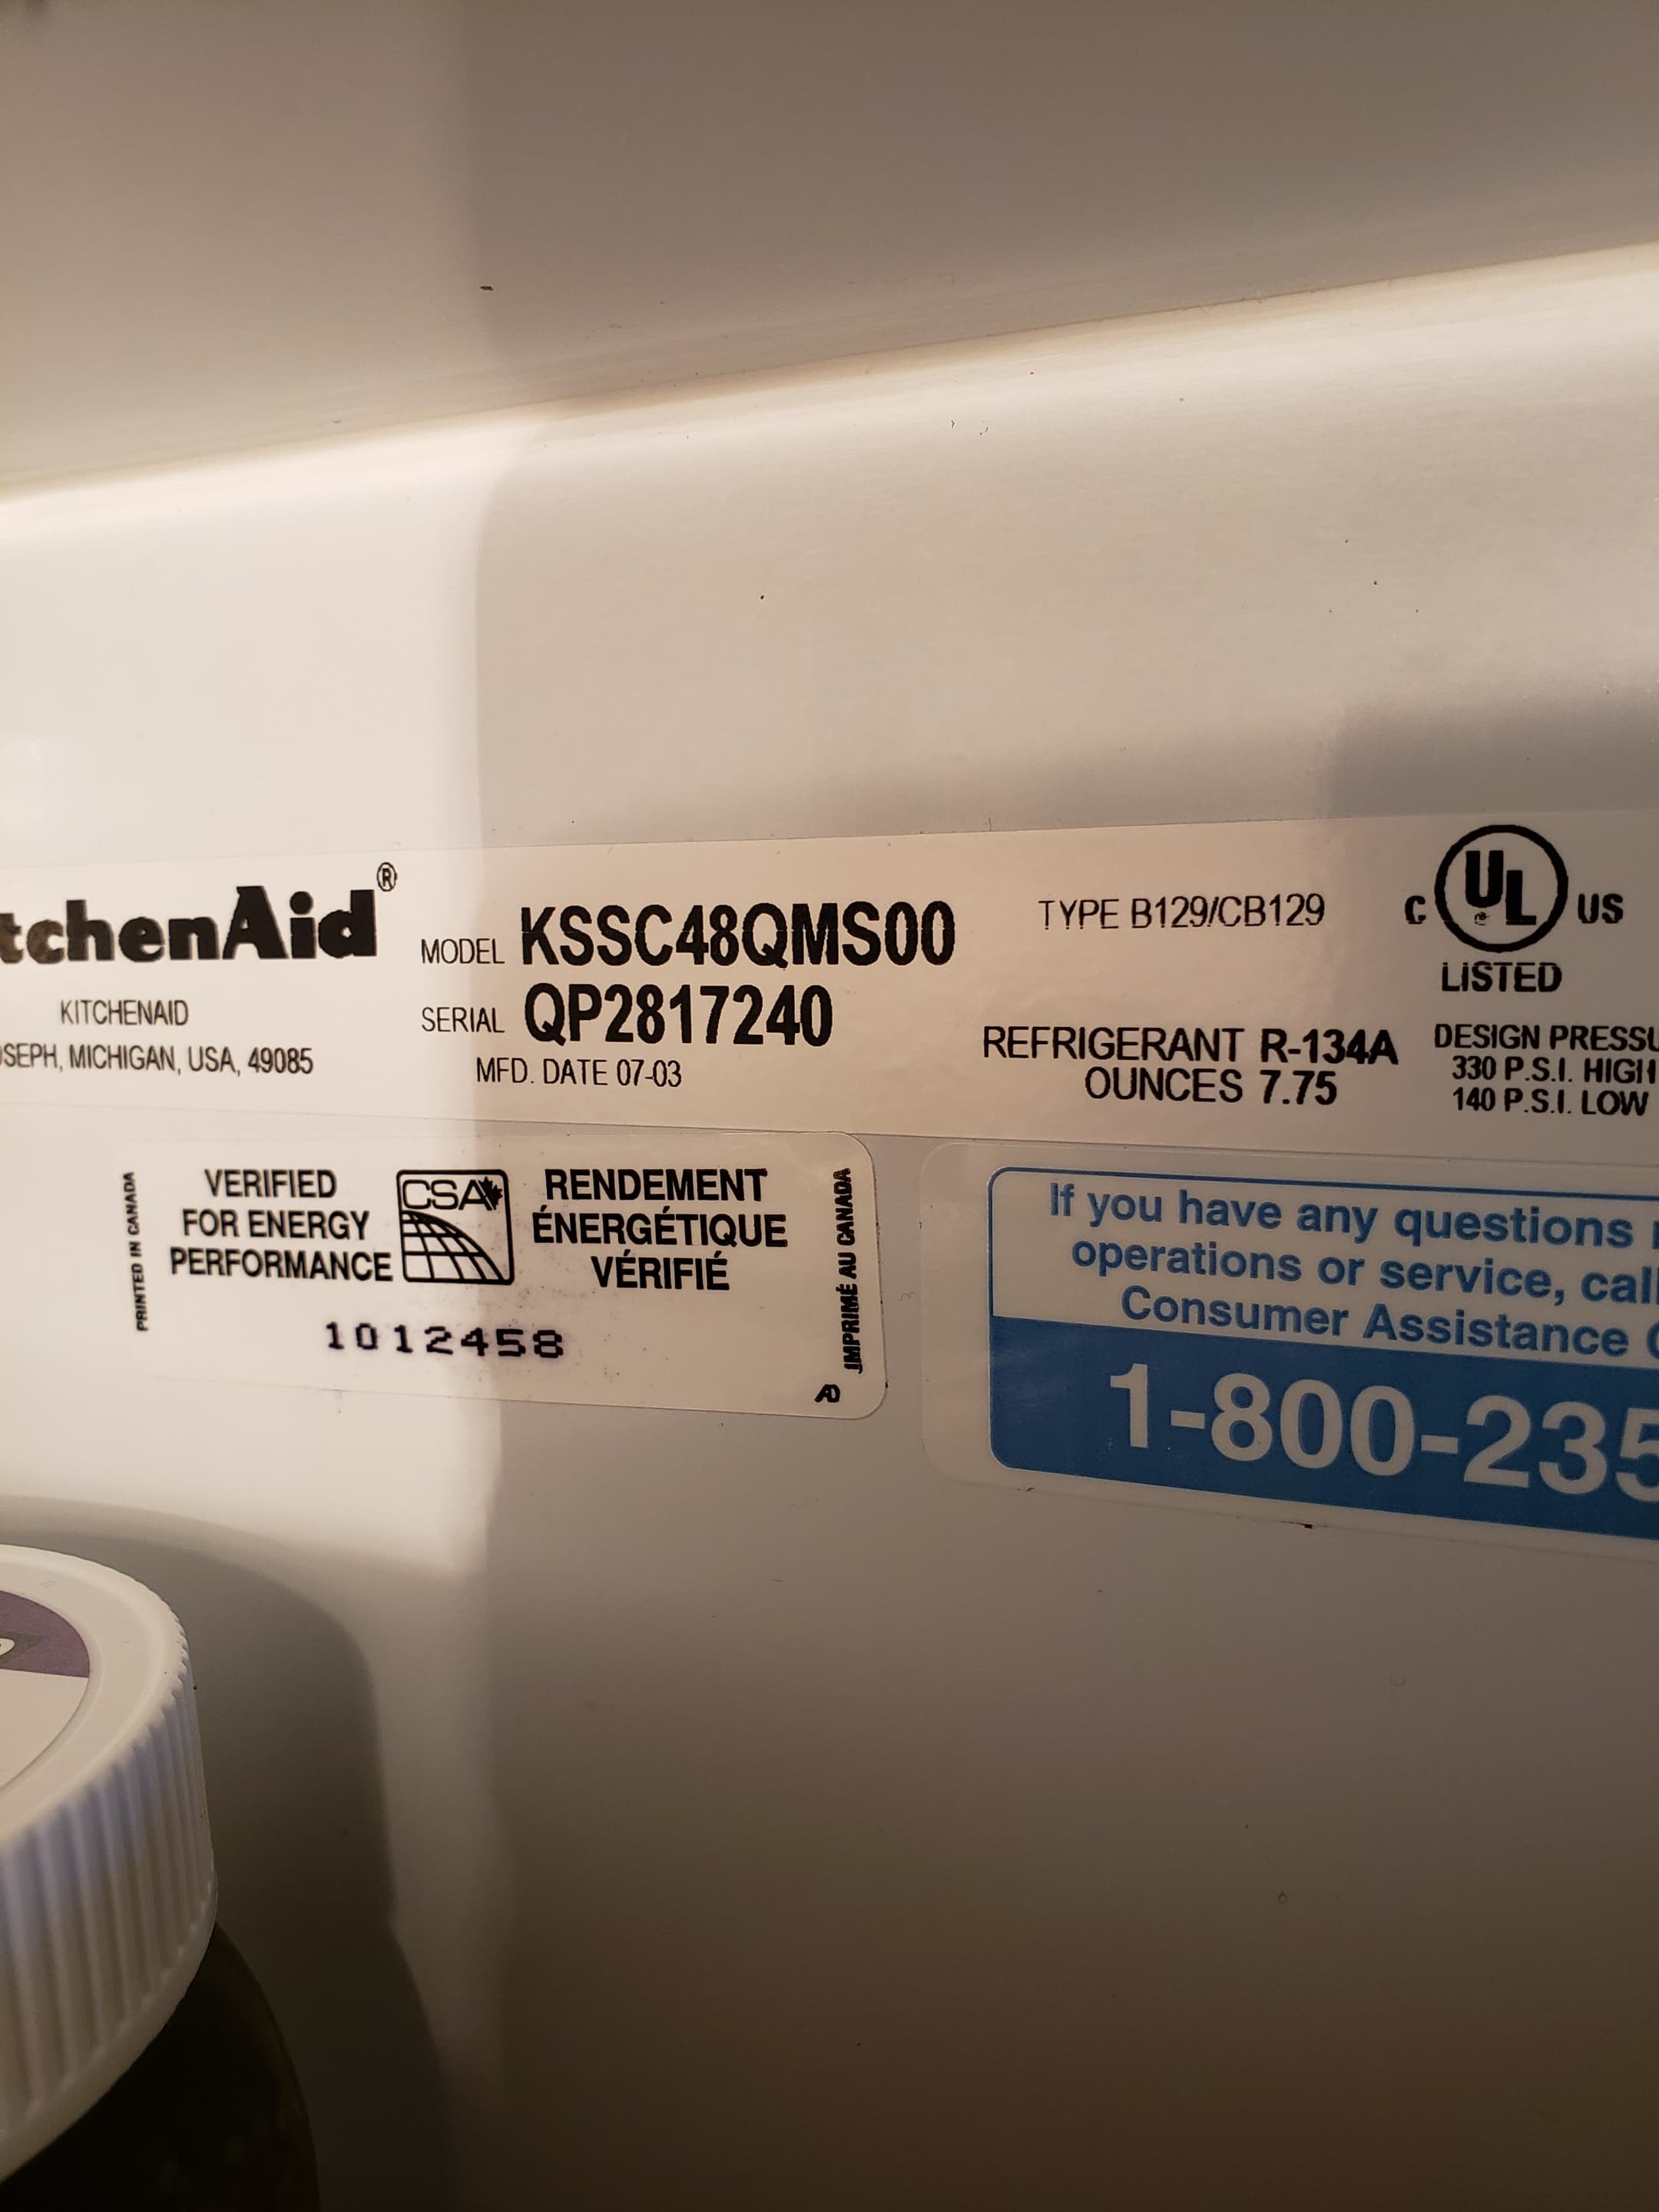 tchenAid®
KITCHENAID
SEPH, MICHIGAN, USA, 49085
MODEL KSSC48QMS00
SERIAL QP2817240
MFD. DATE 07-03
TYPE B129/CB129
REFRIGERANT R-134A
OUNCES 7.75
C UL US
LISTED
DESIGN PRESSU
330 P.S.I. HIGH
140 P.S.I. LOW
PRINTED IN CANADA
VERIFIED
FOR ENERGY
PERFORMANCE
CSA
RENDEMENT
ÉNERGÉTIQUE
VÉRIFIÉ
IMPRIMÉ AU CANADA
1012458
If you have any questions
operations or service, call
Consumer Assistance C
1-800-235